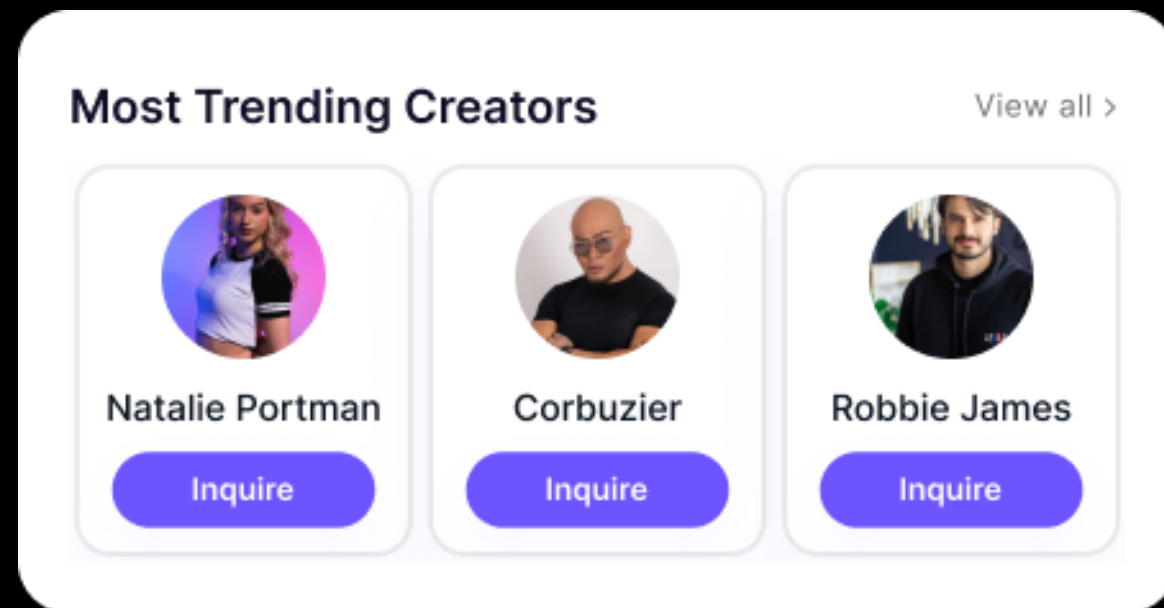 Most Trending Creators
View all >
Natalie Portman
Corbuzier
Robbie James
Inquire
Inquire
Inquire